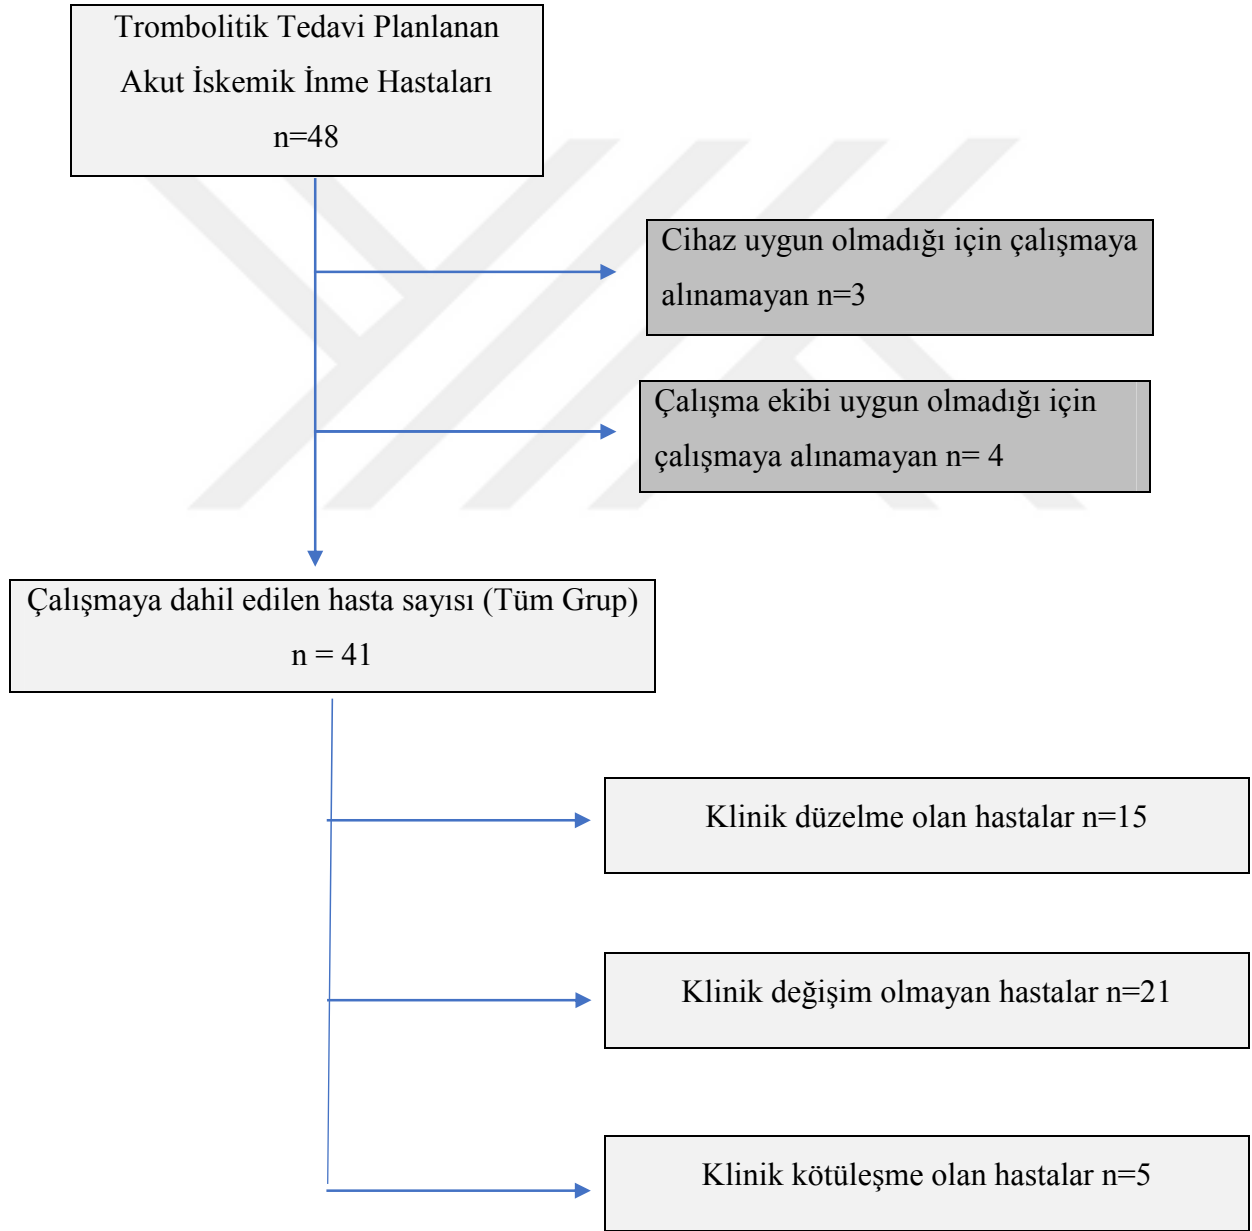 Trombolitik Tedavi Planlanan
Akut İskemik İnme Hastaları
n=48
Cihaz uygun olmadığı için çalışmaya
alınamayan n=3
Çalışma ekibi uygun olmadığı için
çalışmaya alınamayan n= 4
Çalışmaya dahil edilen hasta sayısı (Tüm Grup)
n = 41
Klinik düzelme olan hastalar n=15
Klinik değişim olmayan hastalar n=21
Klinik kötüleşme olan hastalar n=5